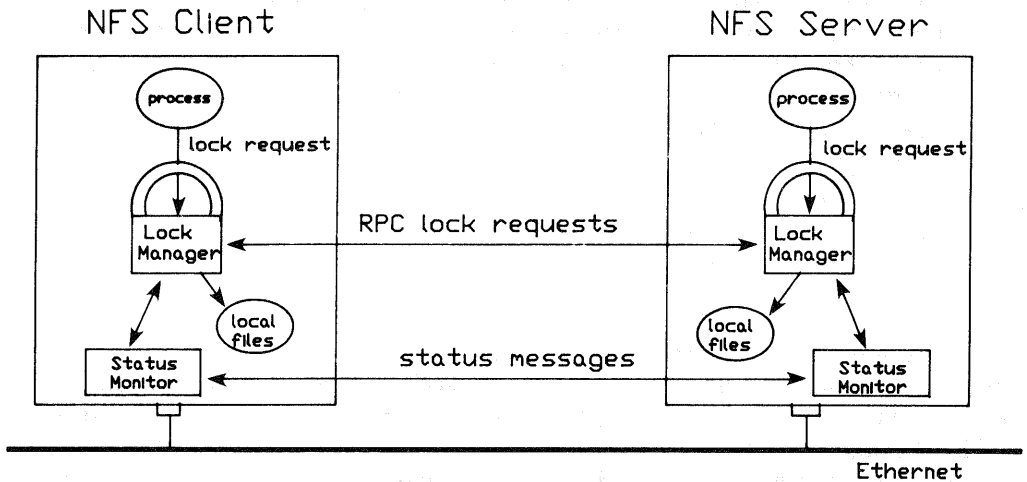 NFS Client
NFS Server
process
lock request
Lock
Manager
local
files
Status
Monitor
RPC lock requests
status messages
process
lock request
Lock
Manager
local
files
Status
Monitor
Ethernet